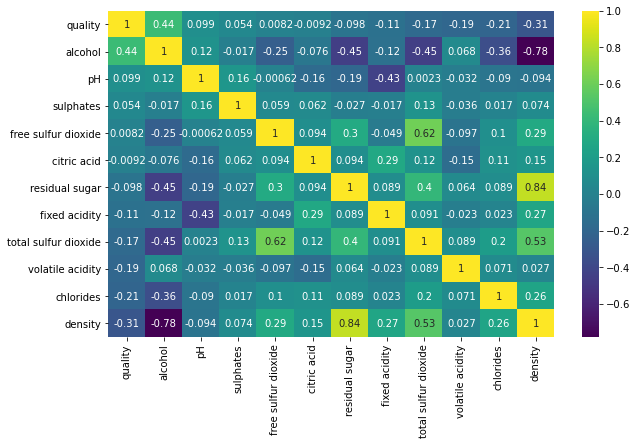 quality 1 0.44 0.099 0.054 0.0082 -0.0092 -0.098 -0.11 -0.17 -0.19 -0.21 -0.31
alcohol 0.44 1 0.12 -0.017 -0.25 -0.076 -0.45 -0.12 -0.45 0.068 -0.36 -0.78
pH 0.099 0.12 1 0.16 -0.00062 -0.16 -0.19 -0.43 0.0023 -0.032 -0.09 -0.094
sulphates 0.054 -0.017 0.16 1 0.059 0.062 -0.027 -0.017 0.13 -0.036 0.017 0.074
free sulfur dioxide 0.0082 -0.25 -0.00062 0.059 1 0.094 0.3 -0.049 0.62 -0.097 0.1 0.29
citric acid -0.0092 -0.076 -0.16 0.062 0.094 1 0.094 0.29 0.12 -0.15 0.11 0.15
residual sugar -0.098 -0.45 -0.19 -0.027 0.3 0.094 1 0.089 0.4 0.064 0.089 0.84
fixed acidity -0.11 -0.12 -0.43 -0.017 -0.049 0.29 0.089 1 0.091 -0.023 0.023 0.27
total sulfur dioxide -0.17 -0.45 0.0023 0.13 0.62 0.12 0.4 0.091 1 0.089 0.2 0.53
volatile acidity -0.19 0.068 -0.032 -0.036 -0.097 -0.15 0.064 -0.023 0.089 1 0.071 0.027
chlorides -0.21 -0.36 -0.09 0.017 0.1 0.11 0.089 0.023 0.2 0.071 1 0.26
density -0.31 -0.78 -0.094 0.074 0.29 0.15 0.84 0.27 0.53 0.027 0.26 1
quality
alcohol
pH
sulphates
free sulfur dioxide
citric acid
residual sugar
fixed acidity
total sulfur dioxide
volatile acidity
chlorides
density
1.0
0.8
0.6
0.4
0.2
0.0
−0.2
−0.4
−0.6